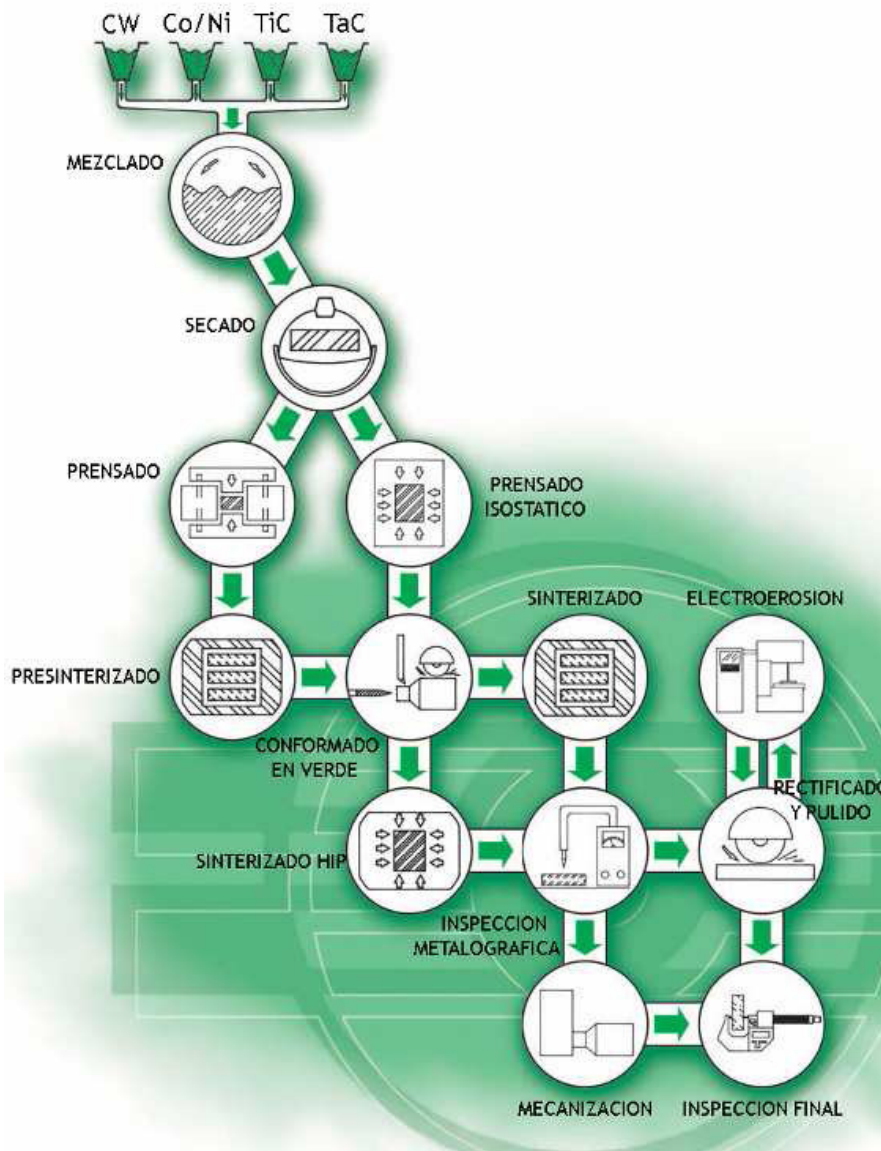 CW Co/Ni TiC TaC
MEZCLADO
SECADO
PRENSADO
PRENSADO
ISOSTATICO
SINTERIZADO
ELECTROEROSION
PRESINTERIZADO
CONFORMADO
EN VERDE
RECTIFICADO
Y PULIDO
SINTERIZADO HIP
INSPECCION
METALOGRAFICA
MECANIZACION
INSPECCION FINAL